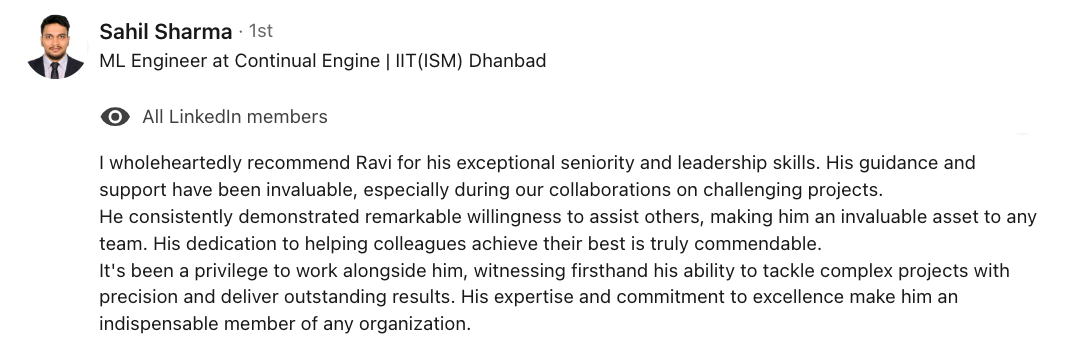 Sahil Sharma · 1st
ML Engineer at Continual Engine | IIT(ISM) Dhanbad
All LinkedIn members
I wholeheartedly recommend Ravi for his exceptional seniority and leadership skills. His guidance and
support have been invaluable, especially during our collaborations on challenging projects.
He consistently demonstrated remarkable willingness to assist others, making him an invaluable asset to any
team. His dedication to helping colleagues achieve their best is truly commendable.
It's been a privilege to work alongside him, witnessing firsthand his ability to tackle complex projects with
precision and deliver outstanding results. His expertise and commitment to excellence make him an
indispensable member of any organization.